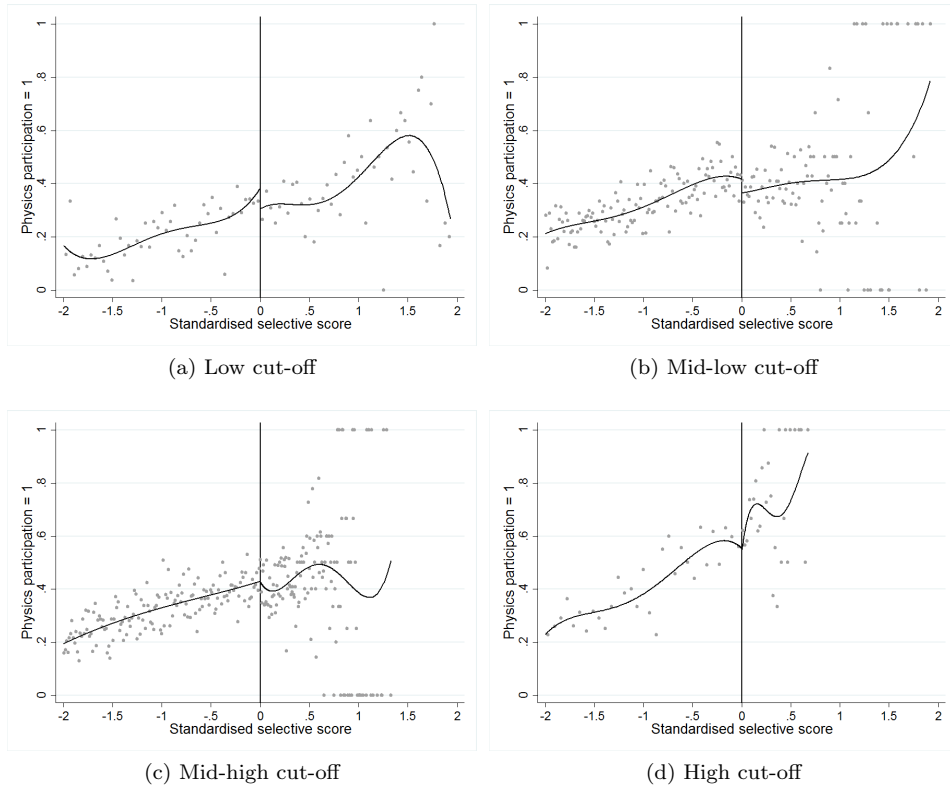 Physics participation = 1
1
.8
.6
.4
.2
0
-2 -1.5 -1 -.5 0 .5 1 1.5 2
Standardised selective score
(a) Low cut-off
Physics participation = 1
1
.8
.6
.4
.2
0
-2 -1.5 -1 -.5 0 .5 1 1.5 2
Standardised selective score
(b) Mid-low cut-off
Physics participation = 1
1
.8
.6
.4
.2
0
-2 -1.5 -1 -.5 0 .5 1 1.5 2
Standardised selective score
(c) Mid-high cut-off
Physics participation = 1
1
.8
.6
.4
.2
0
-2 -1.5 -1 -.5 0 .5 1 1.5 2
Standardised selective score
(d) High cut-off